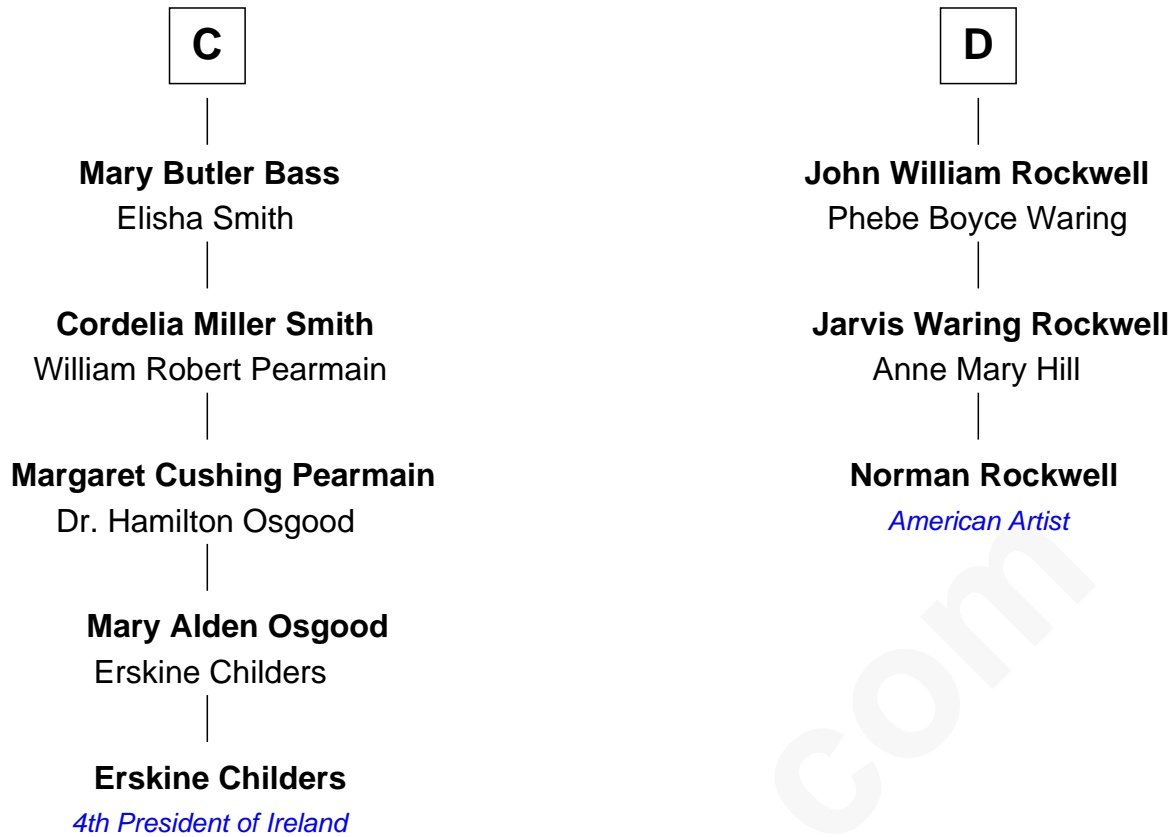 C
Mary Butler Bass
Elisha Smith
Cordelia Miller Smith
William Robert Pearmain
Margaret Cushing Pearmain
Dr. Hamilton Osgood
Mary Alden Osgood
Erskine Childers
Erskine Childers
4th President of Ireland
D
John William Rockwell
Phebe Boyce Waring
Jarvis Waring Rockwell
Anne Mary Hill
Norman Rockwell
American Artist
com